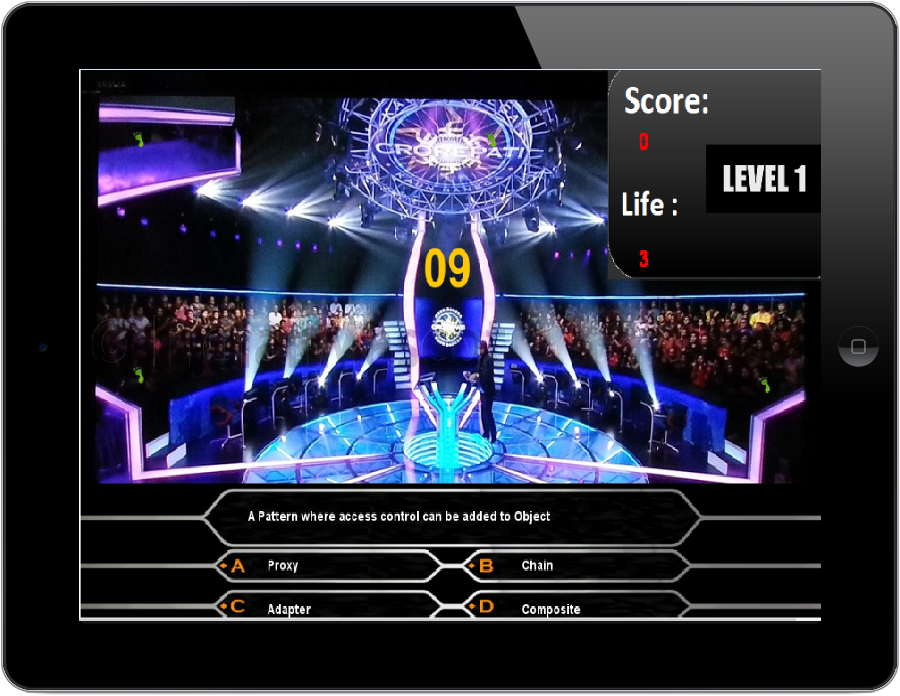 Score:
0
LEVEL 1
Life :
3
CROREPATI
09
A Pattern where access control can be added to Object
A Proxy
B Chain
C Adapter
D Composite